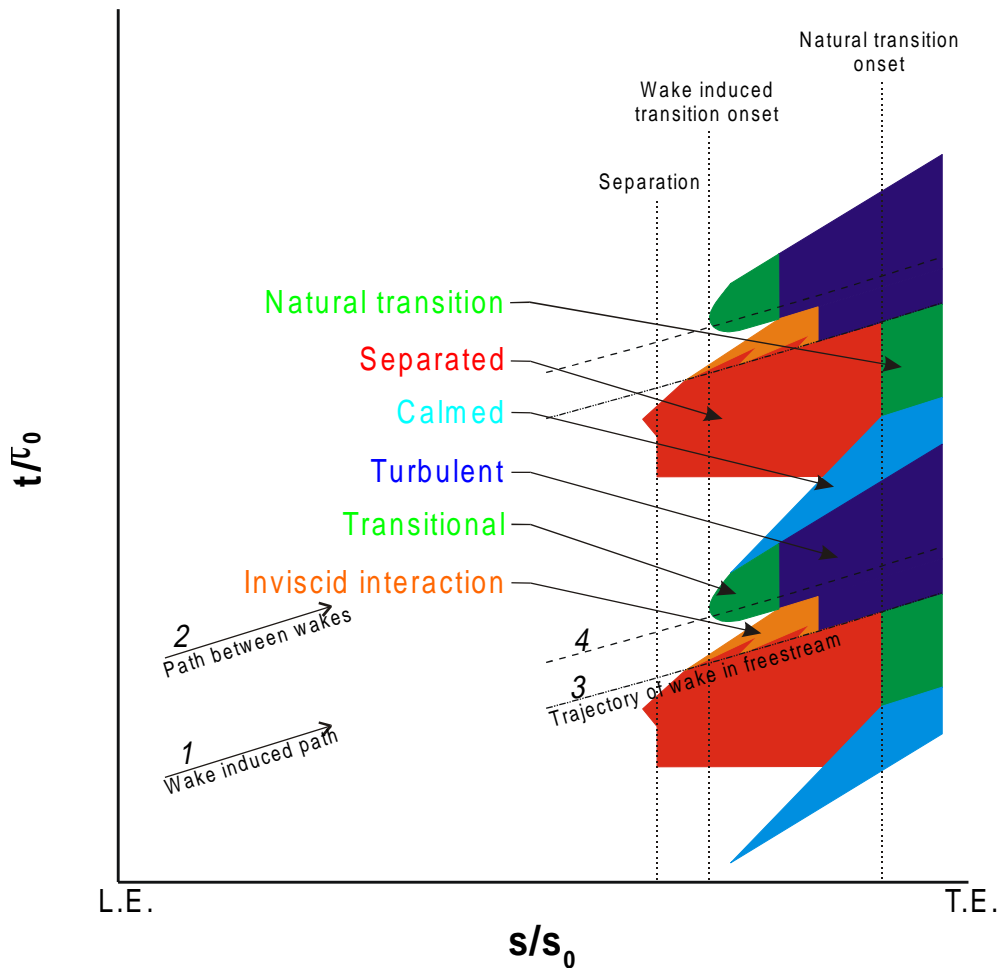 Natural transition
onset
Wake induced
transition onset
Separation
Natural transition
Separated
Calmed
Turbulent
Transitional
Inviscid interaction
t/τ₀
2
Path between wakes
1
Wake induced path
4
3
Trajectory of wake in freestream
L.E.
T.E.
s/s₀